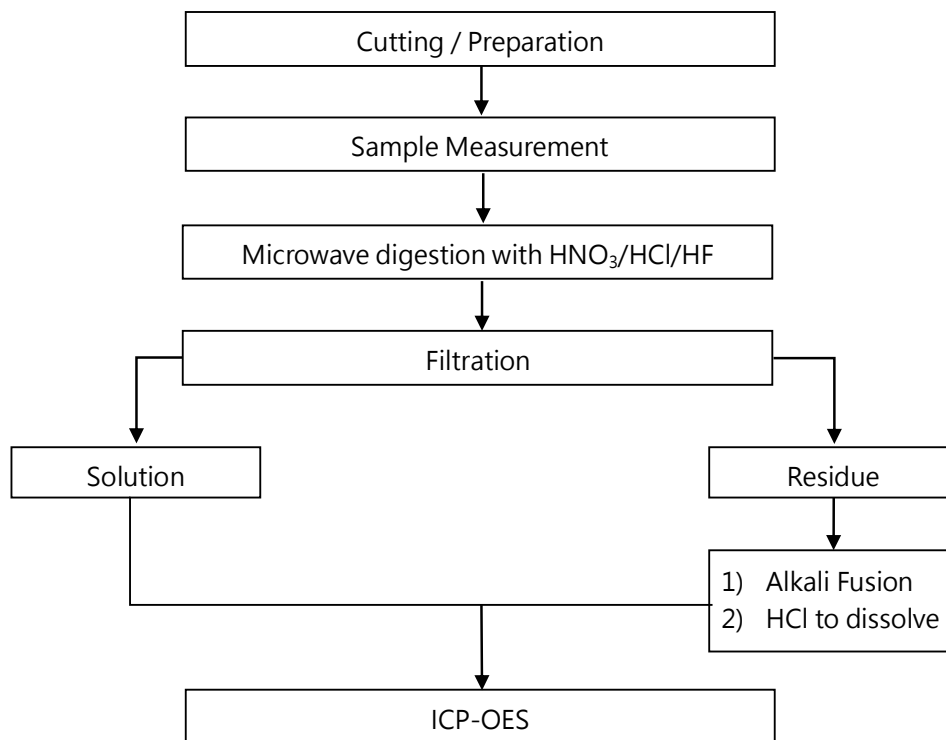 Cutting / Preparation
Sample Measurement
Microwave digestion with HNO₃/HCl/HF
Filtration
Solution
Residue
1) Alkali Fusion
2) HCl to dissolve
ICP-OES